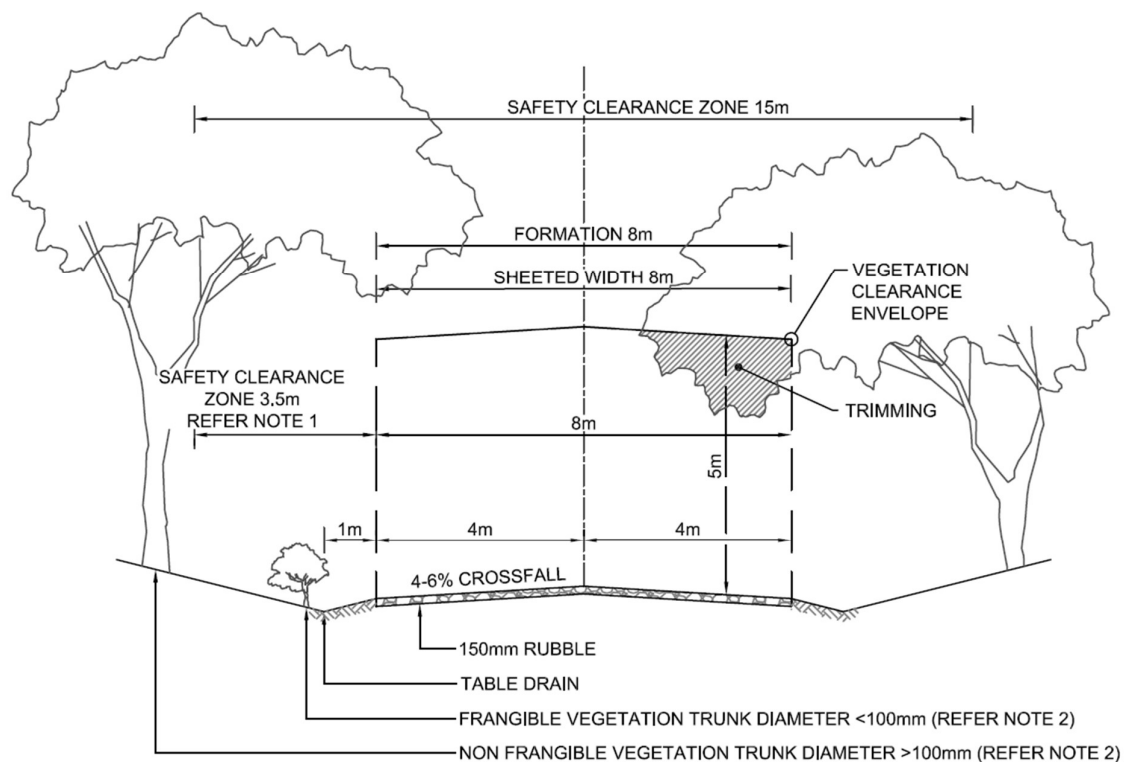 SAFETY CLEARANCE ZONE 15m
FORMATION 8m
SHEETED WIDTH 8m
VEGETATION
CLEARANCE
ENVELOPE
SAFETY CLEARANCE
ZONE 3.5m
REFER NOTE 1
TRIMMING
8m
5m
1m
4m
4m
4-6% CROSSFALL
150mm RUBBLE
TABLE DRAIN
FRANGIBLE VEGETATION TRUNK DIAMETER <100mm (REFER NOTE 2)
NON FRANGIBLE VEGETATION TRUNK DIAMETER >100mm (REFER NOTE 2)